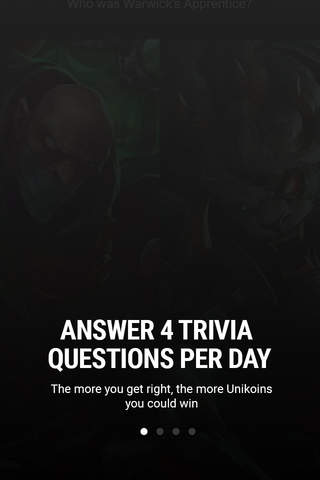 Who was Warwick's Apprentice?
ANSWER 4 TRIVIA
QUESTIONS PER DAY
The more you get right, the more Unikoins
you could win